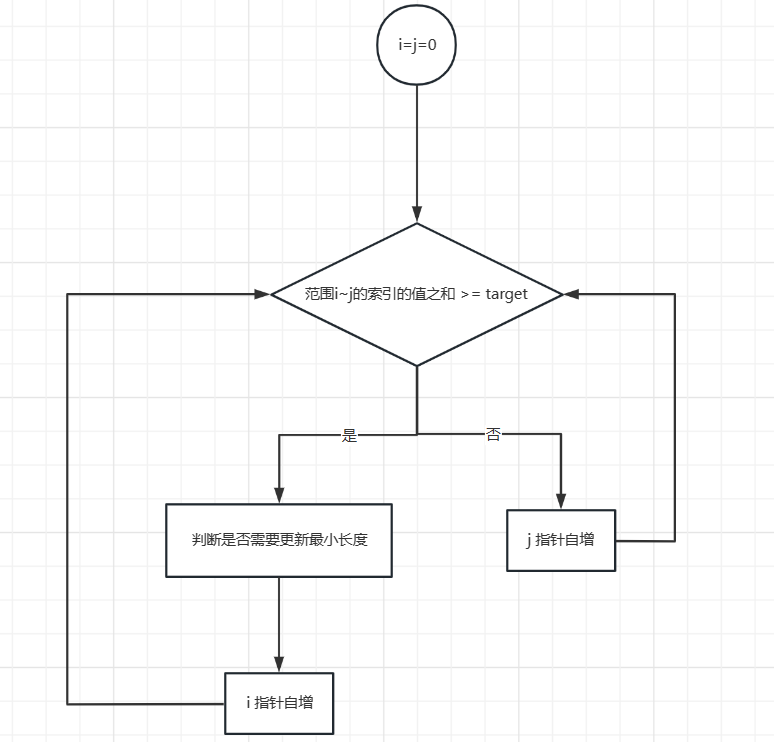 i=j=0
范围i~j的索引的值之和 >= target
是
否
判断是否需要更新最小长度
j 指针自增
i 指针自增